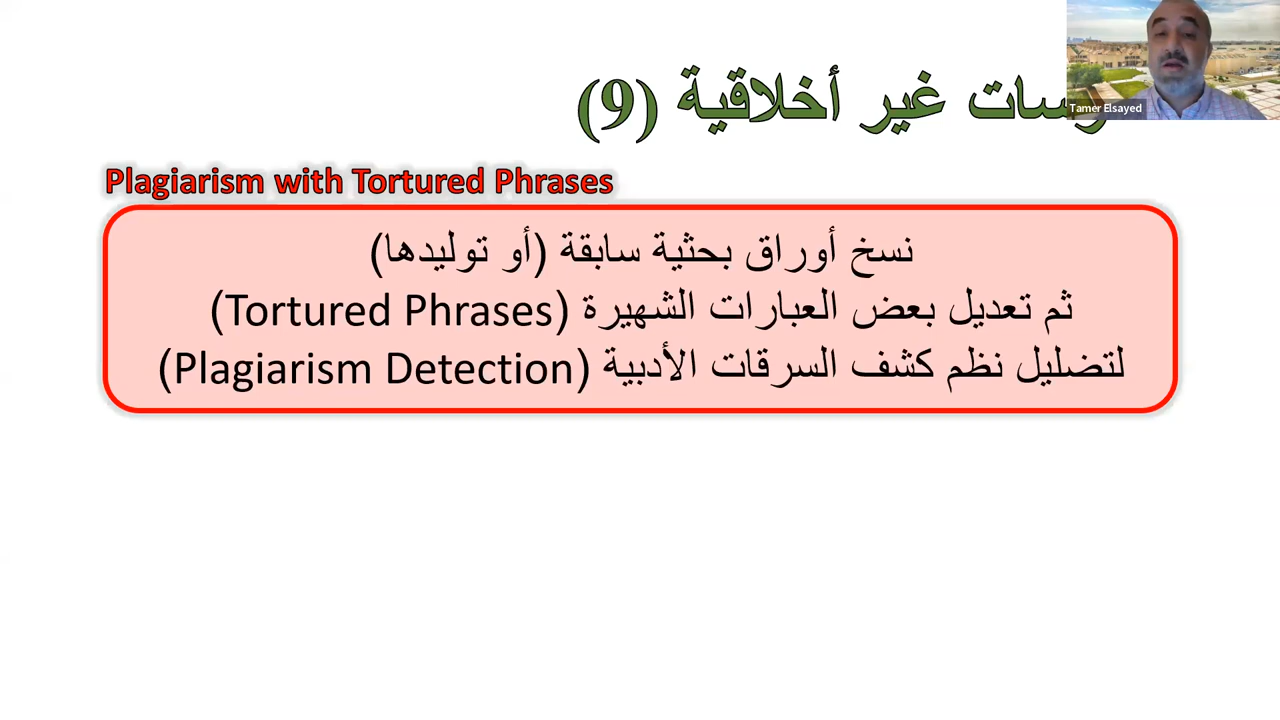 غير أخلاقية (9)
Tamer Elsayed
Plagiarism with Tortured Phrases
نسخ أوراق بحثية سابقة (أو توليدها)
ثم تعديل بعض العبارات الشهيرة (Tortured Phrases)
لتضليل نظم كشف السرقات الأدبية (Plagiarism Detection)